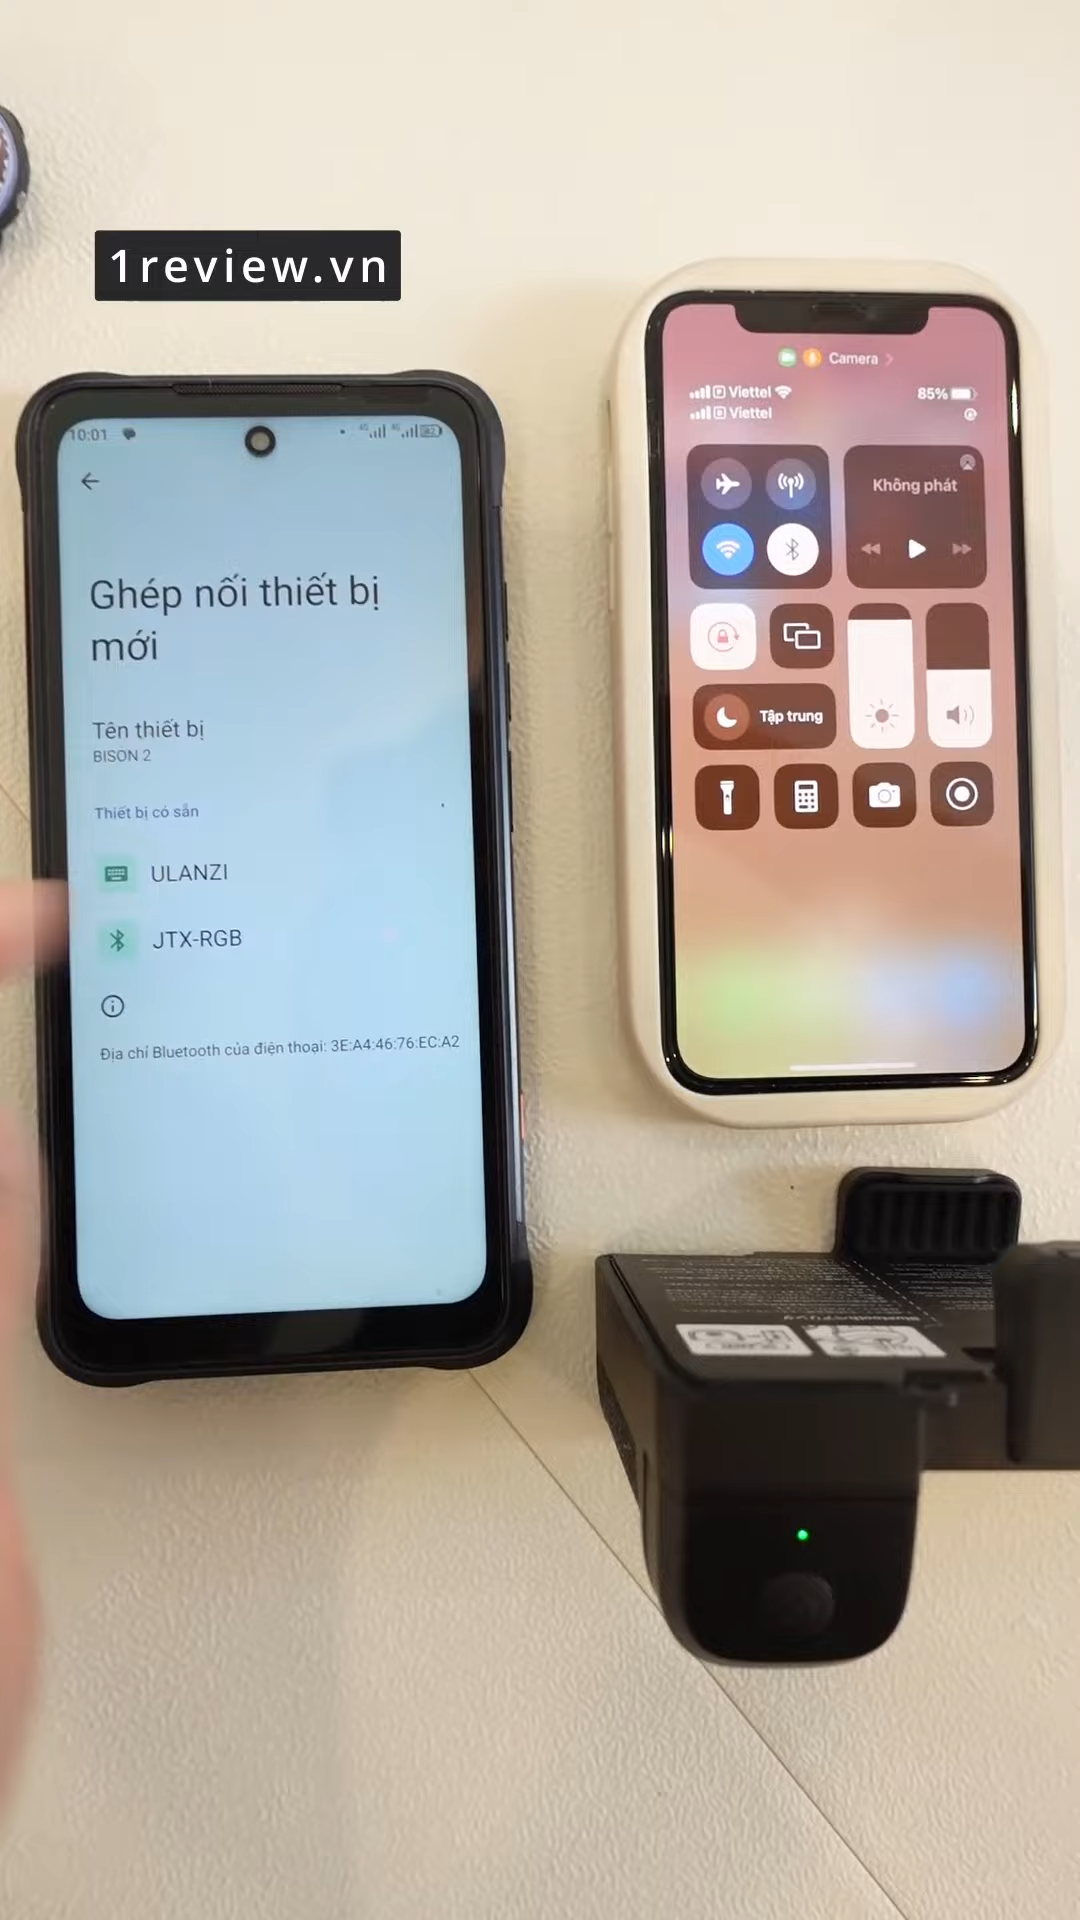 1review.vn
10:01
Ghép nối thiết bị
mới
Tên thiết bị
BISON 2
Thiết bị có sẵn
ULANZI
JTX-RGB
Địa chỉ Bluetooth của điện thoại: 3E:A4:46:76:EC:A2
Camera
Viettel
85%
Viettel
Không phát
Tập trung